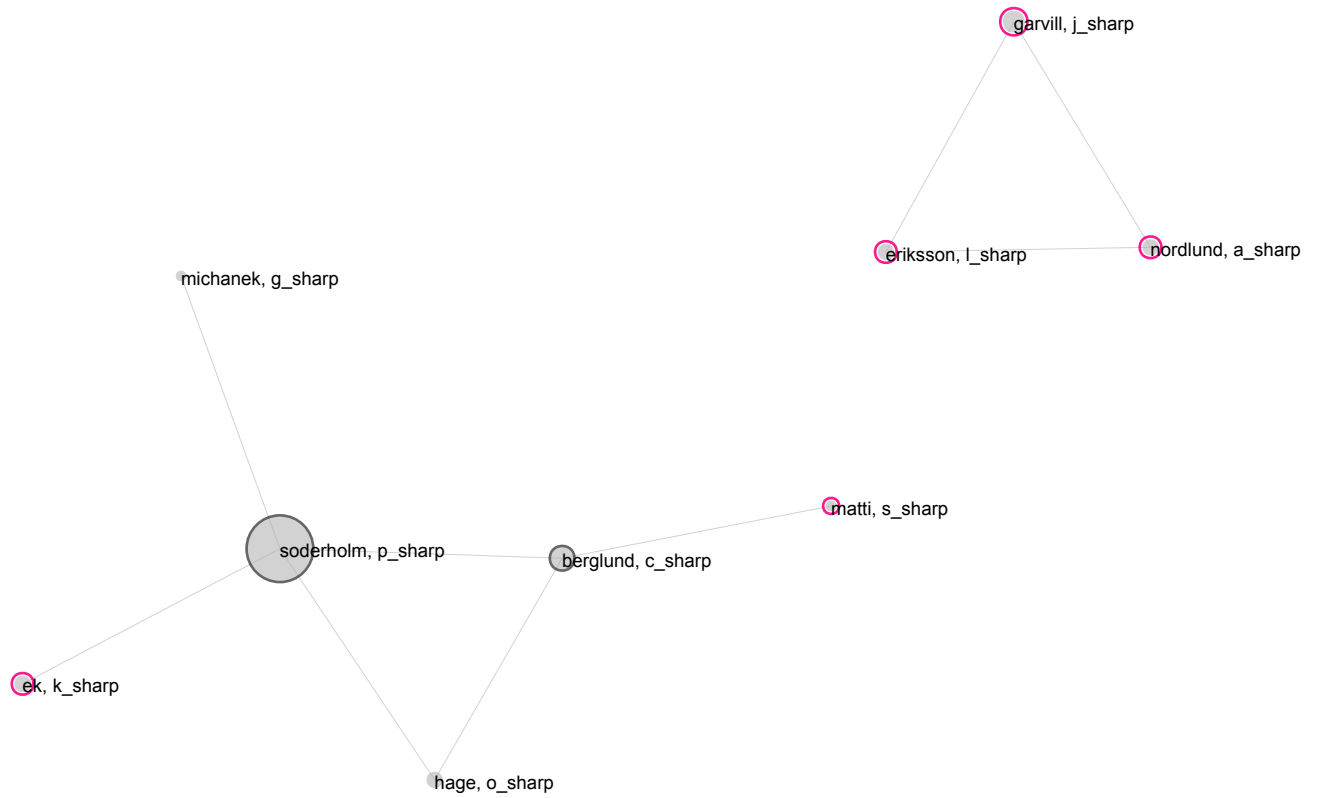 garvill, j_sharp
eriksson, l_sharp
nordlund, a_sharp
michanek, g_sharp
matti, s_sharp
soderholm, p_sharp
berglund, c_sharp
ek, k_sharp
hage, o_sharp